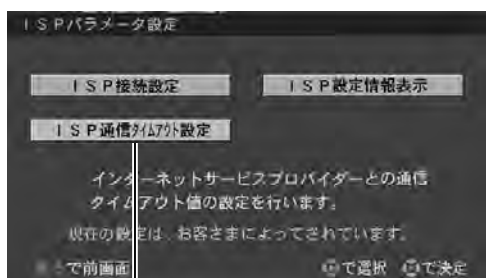 ISPパラメータ設定
ISP接続設定 ISP設定情報表示
ISP通信ﾀｲﾑｱｳﾄ設定
インターネットサービスプロバイダーとの通信
タイムアウト値の設定を行います。
現在の設定は、お客さまによってされています。
で前画面 で選択 で決定